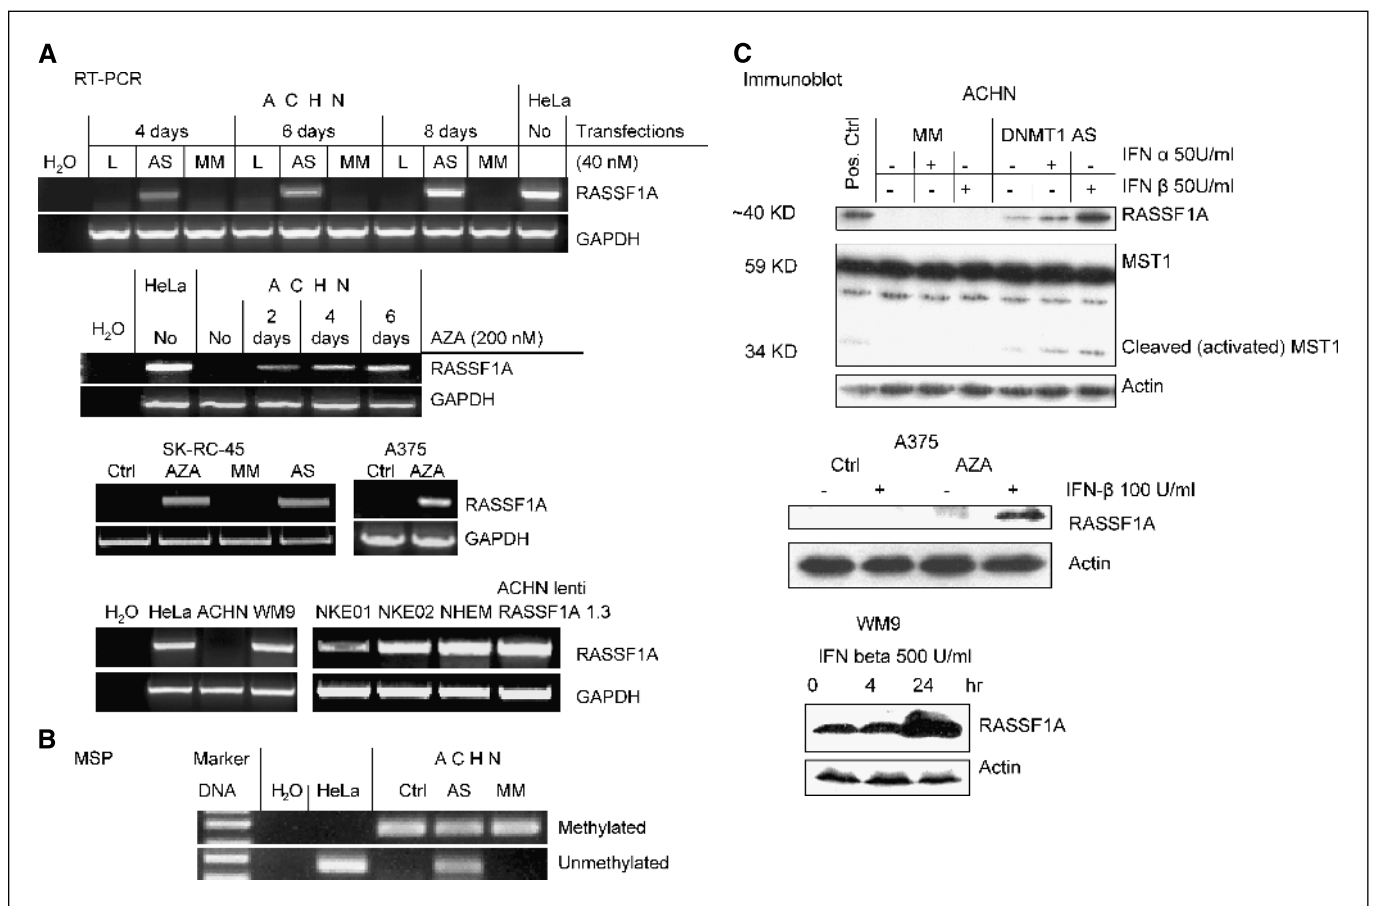 A
RT-PCR
A C H N
HeLa
4 days 6 days 8 days No Transfections
H2O L AS MM L AS MM L AS MM (40 nM)
RASSF1A
GAPDH
HeLa A C H N
H2O No No 2 days 4 days 6 days AZA (200 nM)
RASSF1A
GAPDH
SK-RC-45 A375
Ctrl AZA MM AS Ctrl AZA
RASSF1A
GAPDH
ACHN lenti
H2O HeLa ACHN WM9 NKE01 NKE02 NHEM RASSF1A 1.3
RASSF1A
GAPDH
B
MSP Marker A C H N
DNA H2O HeLa Ctrl AS MM
Methylated
Unmethylated
C
Immunoblot
ACHN
Pos. Ctrl MM DNMT1 AS
- + - - + - IFN α 50U/ml
- - + - - + IFN β 50U/ml
~40 KD RASSF1A
59 KD MST1
34 KD Cleaved (activated) MST1
Actin
A375
Ctrl AZA
- + - + IFN-β 100 U/ml
RASSF1A
Actin
WM9
IFN beta 500 U/ml
0 4 24 hr
RASSF1A
Actin